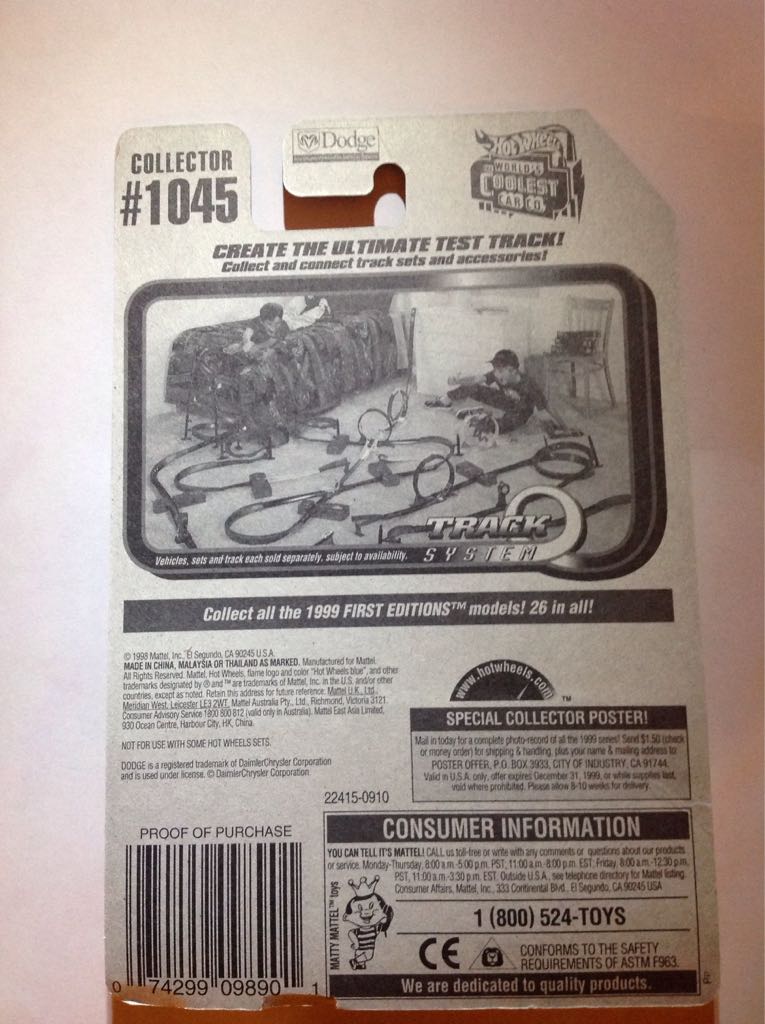 COLLECTOR
#1045
Dodge
Hot Wheels
WORLD'S
COOLEST
CAR CO.
CREATE THE ULTIMATE TEST TRACK!
Collect and connect track sets and accessories!
TRACK
SYSTEM
Vehicles, sets and track each sold separately, subject to availability.
Collect all the 1999 FIRST EDITIONS™ models! 26 in all!
© 1998 Mattel, Inc., El Segundo, CA 90245 U.S.A.
MADE IN CHINA, MALAYSIA OR THAILAND AS MARKED. Manufactured for Mattel.
All Rights Reserved. Mattel, Hot Wheels, flame logo and color "Hot Wheels blue", and other
trademarks designated by ® and ™ are trademarks of Mattel, Inc. in the U.S. and/or other
countries, except as noted. Retain this address for future reference: Mattel U.K., Ltd.,
Meridian West, Leicester LE3 2WT. Mattel Australia Pty., Ltd., Richmond, Victoria 3121.
Consumer Advisory Service 1800 800 812 (valid only in Australia). Mattel East Asia Limited,
930 Ocean Centre, Harbour City, HK, China.
NOT FOR USE WITH SOME HOT WHEELS SETS.
DODGE is a registered trademark of DaimlerChrysler Corporation
and is used under license. © DaimlerChrysler Corporation.
22415-0910
www.hotwheels.com
™
SPECIAL COLLECTOR POSTER!
Mail in today for a complete photo-record of all the 1999 series! Send $1.50 (check
or money order) for shipping & handling, plus your name & mailing address to:
POSTER OFFER, P.O. BOX 3933, CITY OF INDUSTRY, CA 91744.
Valid in U.S.A. only, offer expires December 31, 1999, or while supplies last,
void where prohibited. Please allow 8-10 weeks for delivery.
PROOF OF PURCHASE
0 74299 09890 1
CONSUMER INFORMATION
YOU CAN TELL IT'S MATTEL! CALL us toll-free or write with any comments or questions about our products
or service. Monday-Thursday, 8:00 a.m.-5:00 p.m. PST, 11:00 a.m.-8:00 p.m. EST: Friday, 8:00 a.m.-12:30 p.m.
PST, 11:00 a.m.-3:30 p.m. EST. Outside U.S.A., see telephone directory for Mattel listing.
Consumer Affairs, Mattel, Inc., 333 Continental Blvd., El Segundo, CA 90245 USA
MATTY MATTEL™ toys
1 (800) 524-TOYS
CE
CONFORMS TO THE SAFETY
REQUIREMENTS OF ASTM F963.
We are dedicated to quality products.